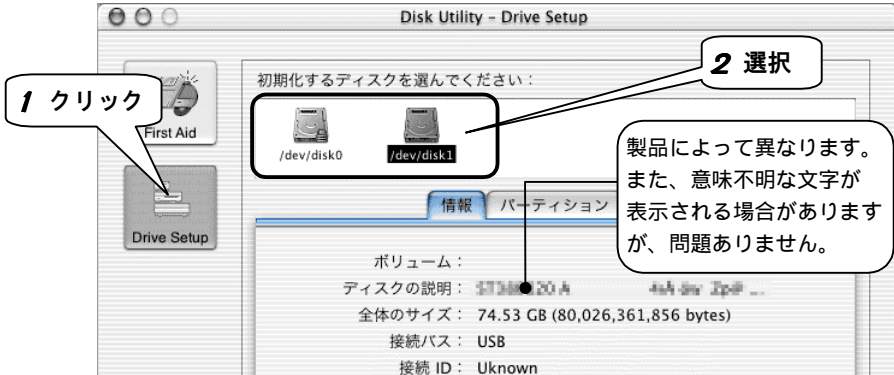 Disk Utility – Drive Setup
2 選択
初期化するディスクを選んでください：
1 クリック
First Aid
/dev/disk0
/dev/disk1
製品によって異なります。
また、意味不明な文字が
表示される場合があります
が、問題ありません。
情報
パーティション
Drive Setup
ボリューム：
ディスクの説明：
全体のサイズ： 74.53 GB (80,026,361,856 bytes)
接続バス： USB
接続 ID： Uknown